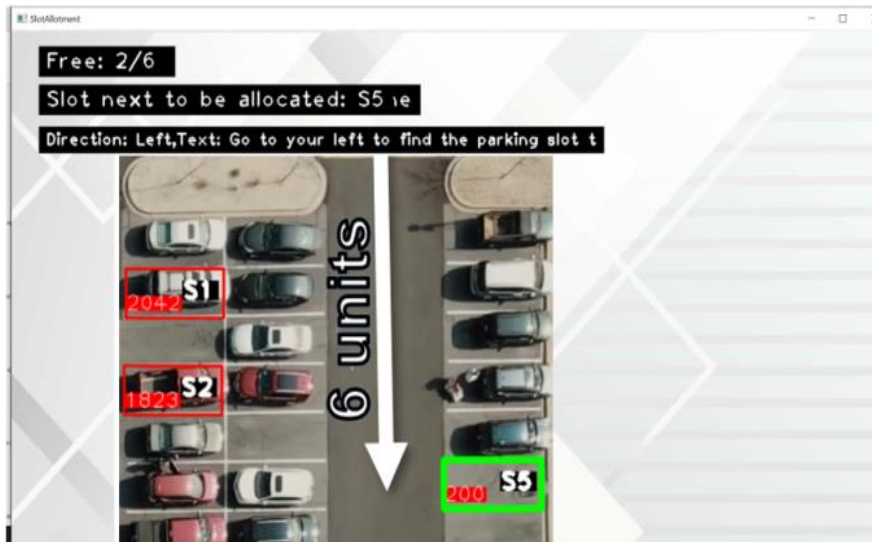 SlotAllotment
Free: 2/6
Slot next to be allocated: S5 ıe
Direction: Left,Text: Go to your left to find the parking slot t
6 units
S1
2042
S2
1823
S5
200